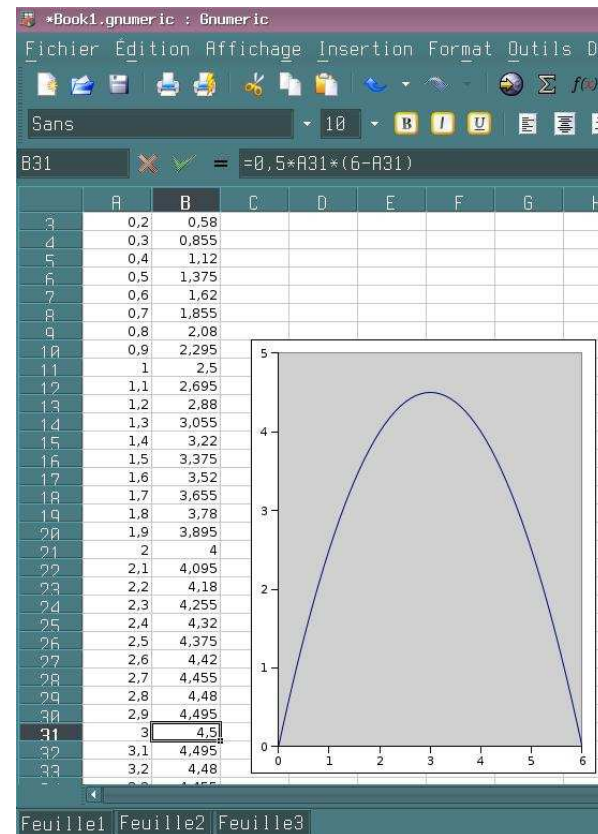 *Book1.gnumeric : Gnumeric
Fichier Édition Affichage Insertion Format Outils D
Sans 10 B I U
B31 = =0,5*A31*(6-A31)
A B C D E F G H
3 0,2 0,58
4 0,3 0,855
5 0,4 1,12
6 0,5 1,375
7 0,6 1,62
8 0,7 1,855
9 0,8 2,08
10 0,9 2,295
11 1 2,5
12 1,1 2,695
13 1,2 2,88
14 1,3 3,055
15 1,4 3,22
16 1,5 3,375
17 1,6 3,52
18 1,7 3,655
19 1,8 3,78
20 1,9 3,895
21 2 4
22 2,1 4,095
23 2,2 4,18
24 2,3 4,255
25 2,4 4,32
26 2,5 4,375
27 2,6 4,42
28 2,7 4,455
29 2,8 4,48
30 2,9 4,495
31 3 4,5
32 3,1 4,495
33 3,2 4,48
5
4
3
2
1
0
0 1 2 3 4 5 6
Feuille1 Feuille2 Feuille3